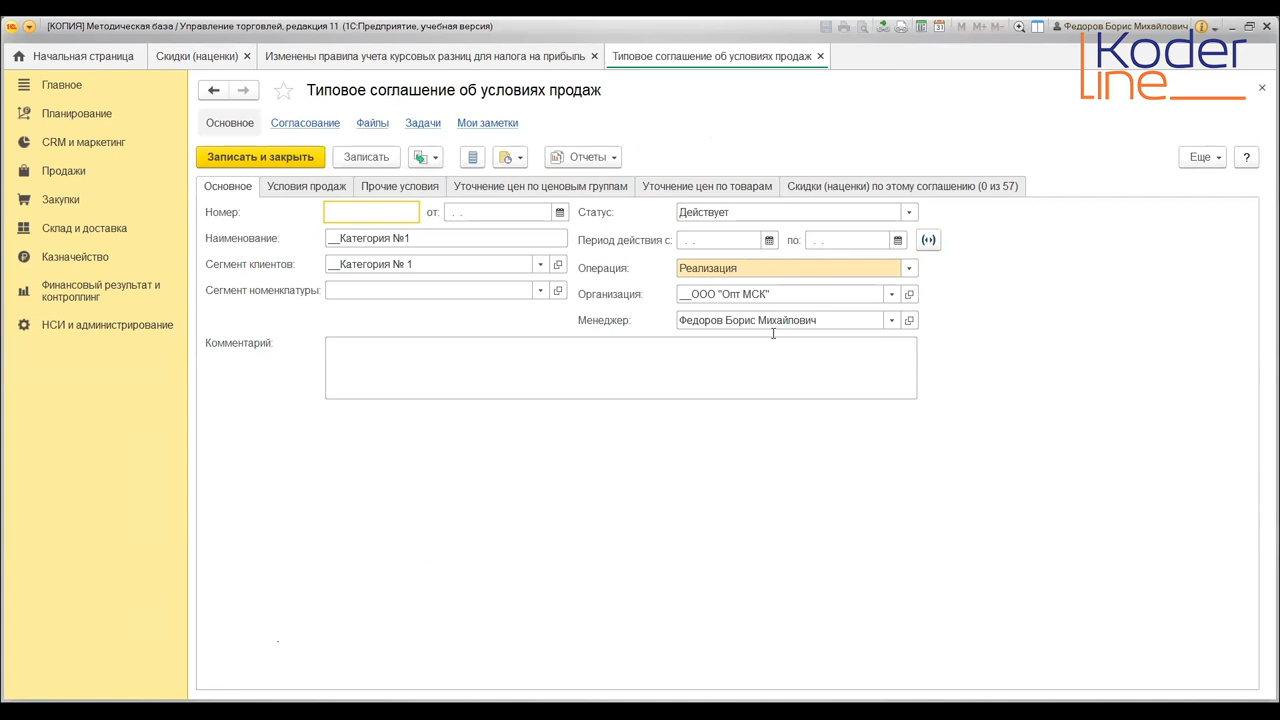 [КОПИЯ] Методическая база / Управление торговлей, редакция 11 (1С:Предприятие, учебная версия)
M M+ M-
Федоров Борис Михайлович
Koder
line
Начальная страница
Скидки (наценки) ×
Изменены правила учета курсовых разниц для налога на прибыль ×
Типовое соглашение об условиях продаж ×
Главное
Планирование
CRM и маркетинг
Продажи
Закупки
Склад и доставка
Казначейство
Финансовый результат и
контроллинг
НСИ и администрирование
Типовое соглашение об условиях продаж
Основное Согласование Файлы Задачи Мои заметки
Записать и закрыть Записать Отчеты Еще ?
Основное Условия продаж Прочие условия Уточнение цен по ценовым группам Уточнение цен по товарам Скидки (наценки) по этому соглашению (0 из 57)
Номер: от: . . Статус: Действует
Наименование: __Категория №1 Период действия с: . . по: . .
Сегмент клиентов: __Категория № 1 Операция: Реализация
Сегмент номенклатуры: Организация: __ООО "Опт МСК"
Менеджер: Федоров Борис Михайлович
Комментарий: